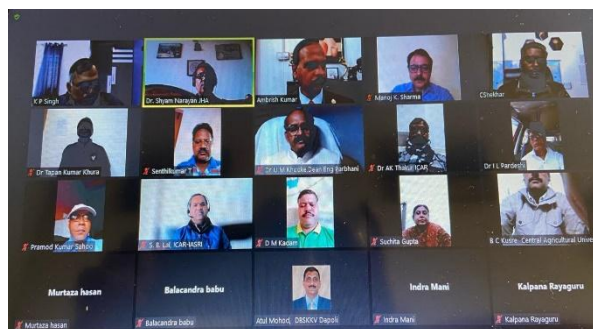 K P Singh
Dr. Shyam Narayan JHA
Ambrish Kumar
Manoj K. Sharma
CShekhar
Dr Tapan Kumar Khura
Senthilkumar T
Dr U M Khodke, Dean Eng Parbhani
Dr AK Thakur ICAR
Dr I L Pardeshi
Pramod Kumar Sahoo
S. B. Lal, ICAR-IASRI
D M Kadam
Suchita Gupta
B C Kusre- Central Agricultural Unive
Murtaza hasan
Balacandra babu
Indra Mani
Kalpana Rayaguru
Murtaza hasan
Balacandra babu
Atul Mohod, DBSKKV Dapoli
Indra Mani
Kalpana Rayaguru